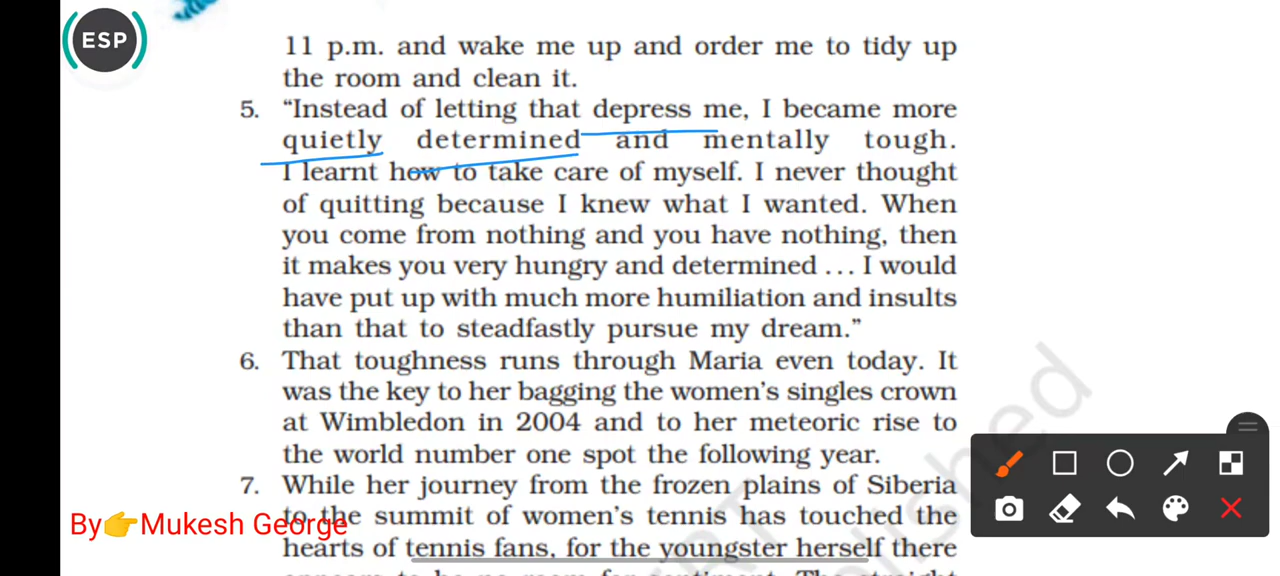 ESP
11 p.m. and wake me up and order me to tidy up
the room and clean it.
5. “Instead of letting that depress me, I became more
quietly determined and mentally tough.
I learnt how to take care of myself. I never thought
of quitting because I knew what I wanted. When
you come from nothing and you have nothing, then
it makes you very hungry and determined ... I would
have put up with much more humiliation and insults
than that to steadfastly pursue my dream.”
6. That toughness runs through Maria even today. It
was the key to her bagging the women’s singles crown
at Wimbledon in 2004 and to her meteoric rise to
the world number one spot the following year.
7. While her journey from the frozen plains of Siberia
to the summit of women’s tennis has touched the
hearts of tennis fans, for the youngster herself there
By👉Mukesh George